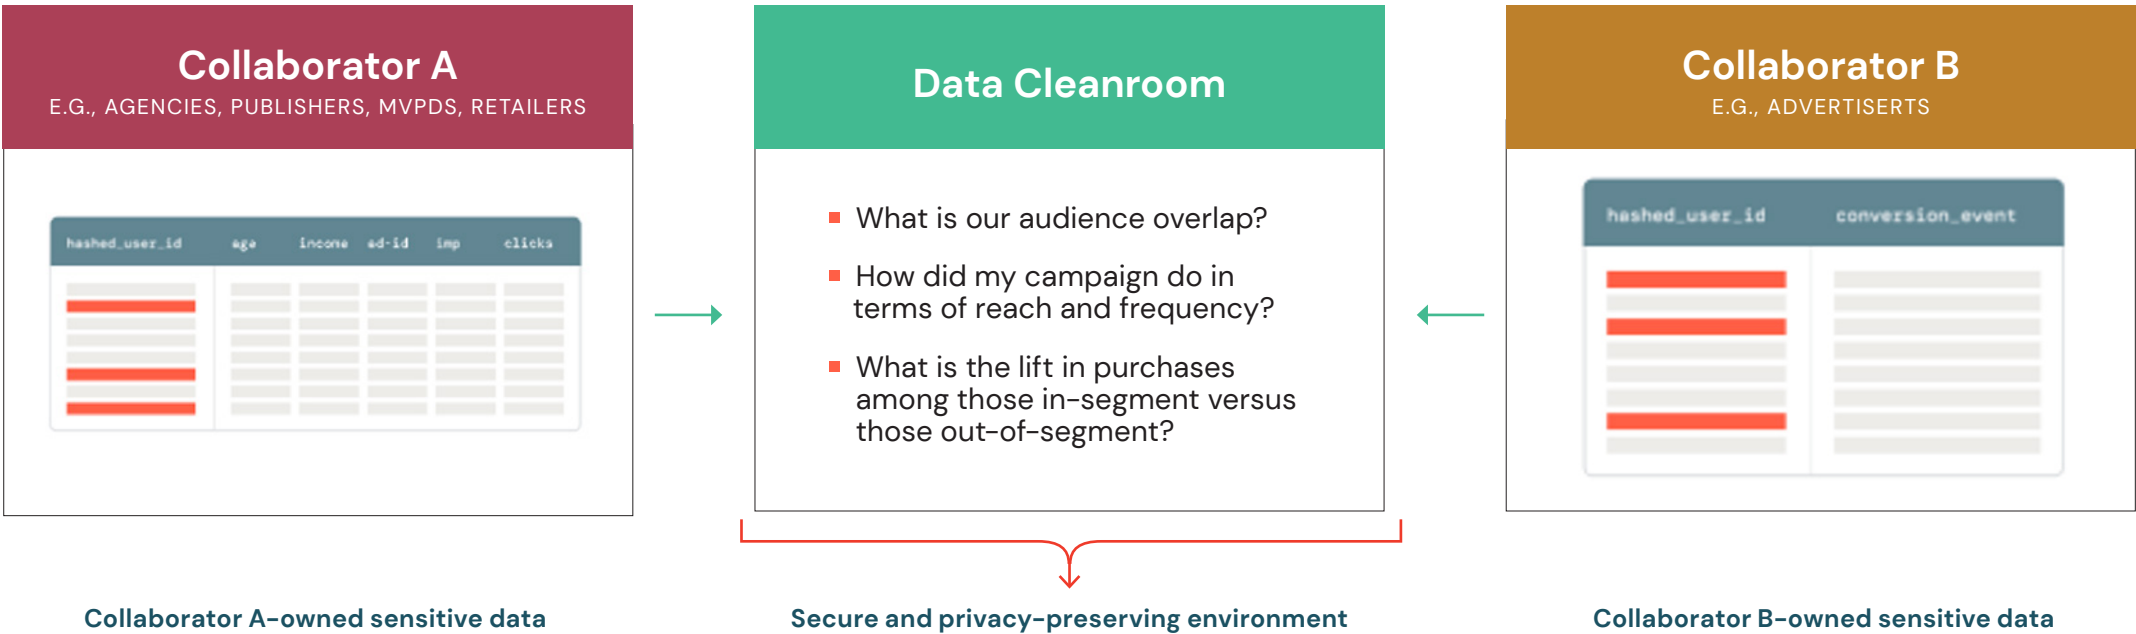 Collaborator A
E.G., AGENCIES, PUBLISHERS, MVPDS, RETAILERS
hashed_user_id age income ad-id imp clicks
Collaborator A-owned sensitive data
Data Cleanroom
What is our audience overlap?
How did my campaign do in
terms of reach and frequency?
What is the lift in purchases
among those in-segment versus
those out-of-segment?
Secure and privacy-preserving environment
Collaborator B
E.G., ADVERTISERTS
hashed_user_id conversion_event
Collaborator B-owned sensitive data